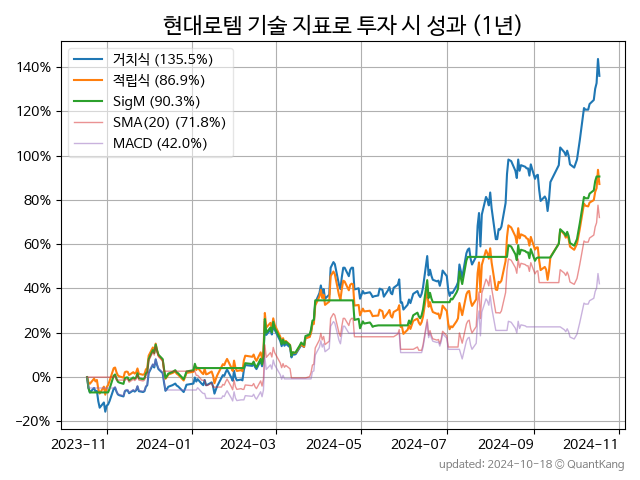 현대로템 기술 지표로 투자 시 성과 (1년)
거치식 (135.5%)
적립식 (86.9%)
SigM (90.3%)
SMA(20) (71.8%)
MACD (42.0%)
140%
120%
100%
80%
60%
40%
20%
0%
−20%
2023-11 2024-01 2024-03 2024-05 2024-07 2024-09 2024-11
updated: 2024-10-18 © QuantKang